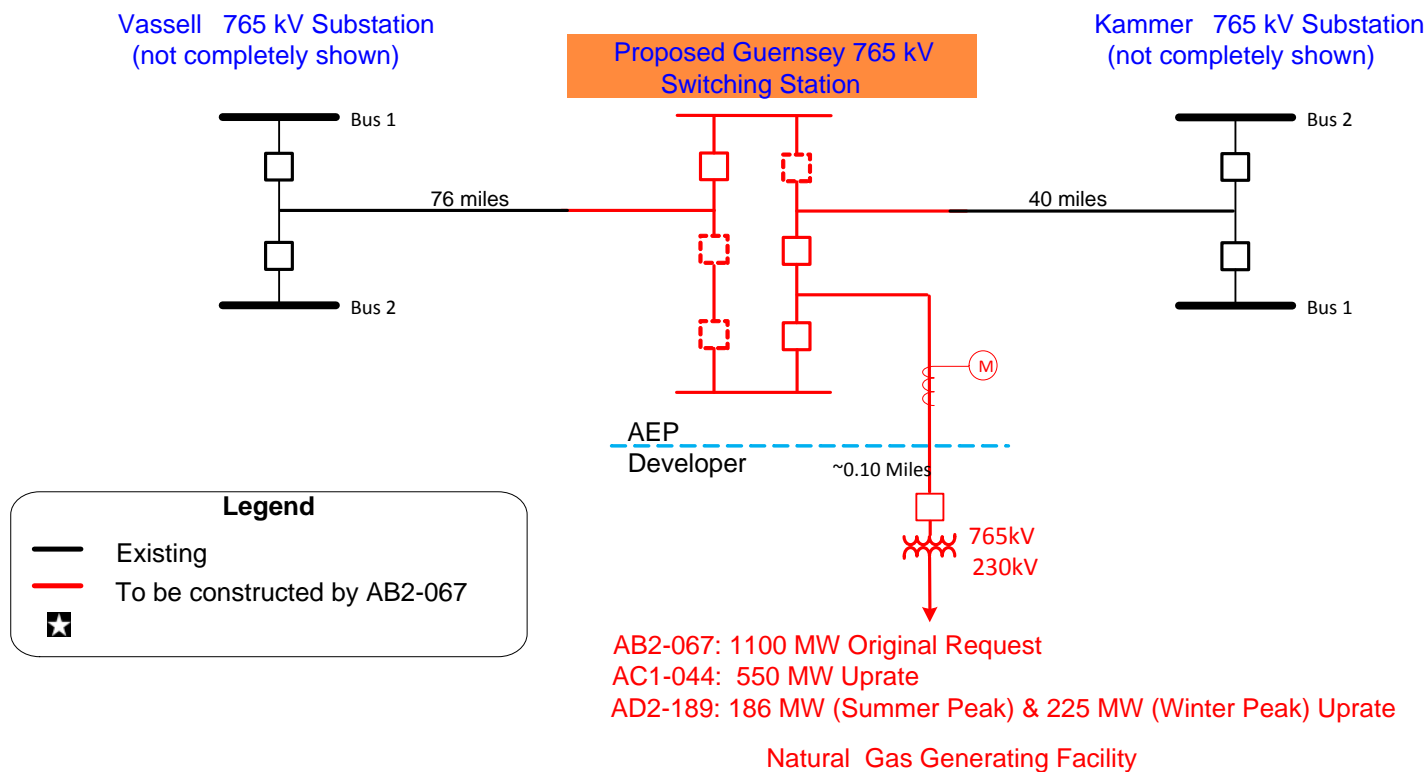 Vassell 765 kV Substation
(not completely shown)
Proposed Guernsey 765 kV
Switching Station
Kammer 765 kV Substation
(not completely shown)
Bus 1
Bus 2
76 miles
40 miles
Bus 2
Bus 1
M
AEP
Developer
~0.10 Miles
765kV
230kV
Legend
Existing
To be constructed by AB2-067
AB2-067: 1100 MW Original Request
AC1-044: 550 MW Uprate
AD2-189: 186 MW (Summer Peak) & 225 MW (Winter Peak) Uprate
Natural Gas Generating Facility